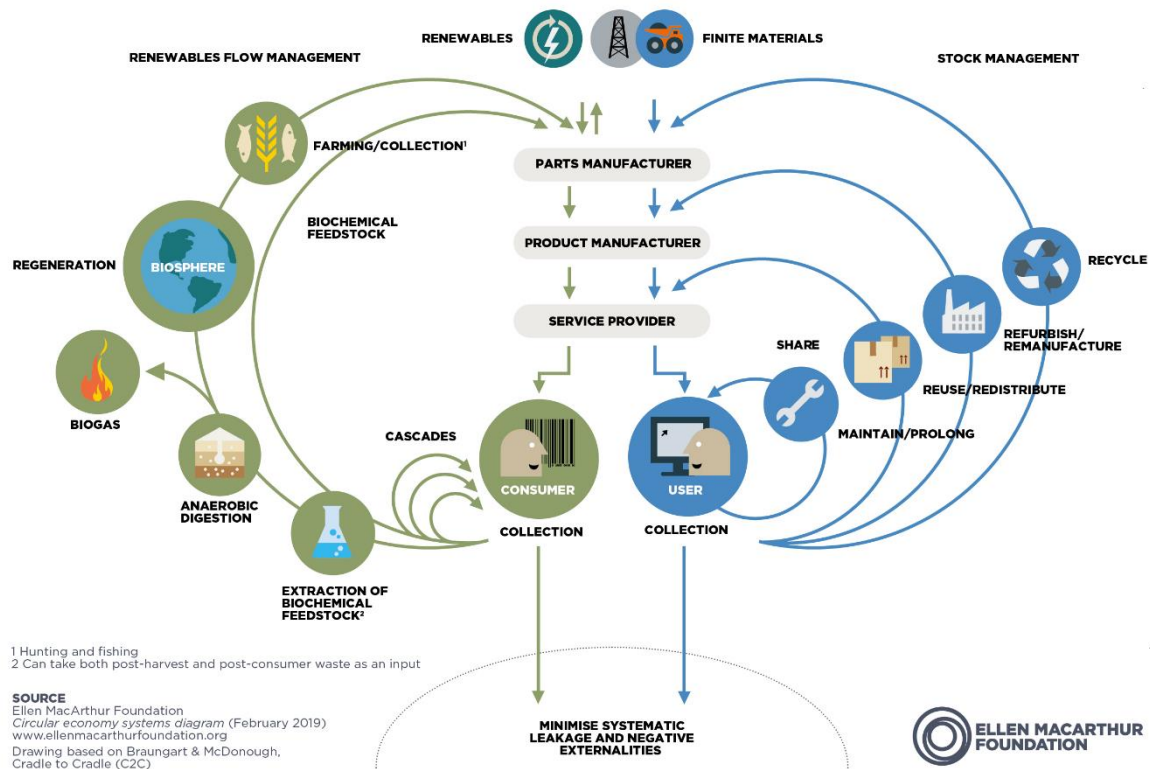 RENEWABLES
FINITE MATERIALS
RENEWABLES FLOW MANAGEMENT
STOCK MANAGEMENT
FARMING/COLLECTION¹
PARTS MANUFACTURER
BIOCHEMICAL
FEEDSTOCK
PRODUCT MANUFACTURER
REGENERATION
BIOSPHERE
RECYCLE
SERVICE PROVIDER
SHARE
REFURBISH/
REMANUFACTURE
REUSE/REDISTRIBUTE
BIOGAS
CASCADES
MAINTAIN/PROLONG
CONSUMER
USER
ANAEROBIC
DIGESTION
COLLECTION
COLLECTION
EXTRACTION OF
BIOCHEMICAL
FEEDSTOCK²
1 Hunting and fishing
2 Can take both post-harvest and post-consumer waste as an input
SOURCE
Ellen MacArthur Foundation
Circular economy systems diagram (February 2019)
www.ellenmacarthurfoundation.org
Drawing based on Braungart & McDonough,
Cradle to Cradle (C2C)
MINIMISE SYSTEMATIC
LEAKAGE AND NEGATIVE
EXTERNALITIES
ELLEN MACARTHUR
FOUNDATION